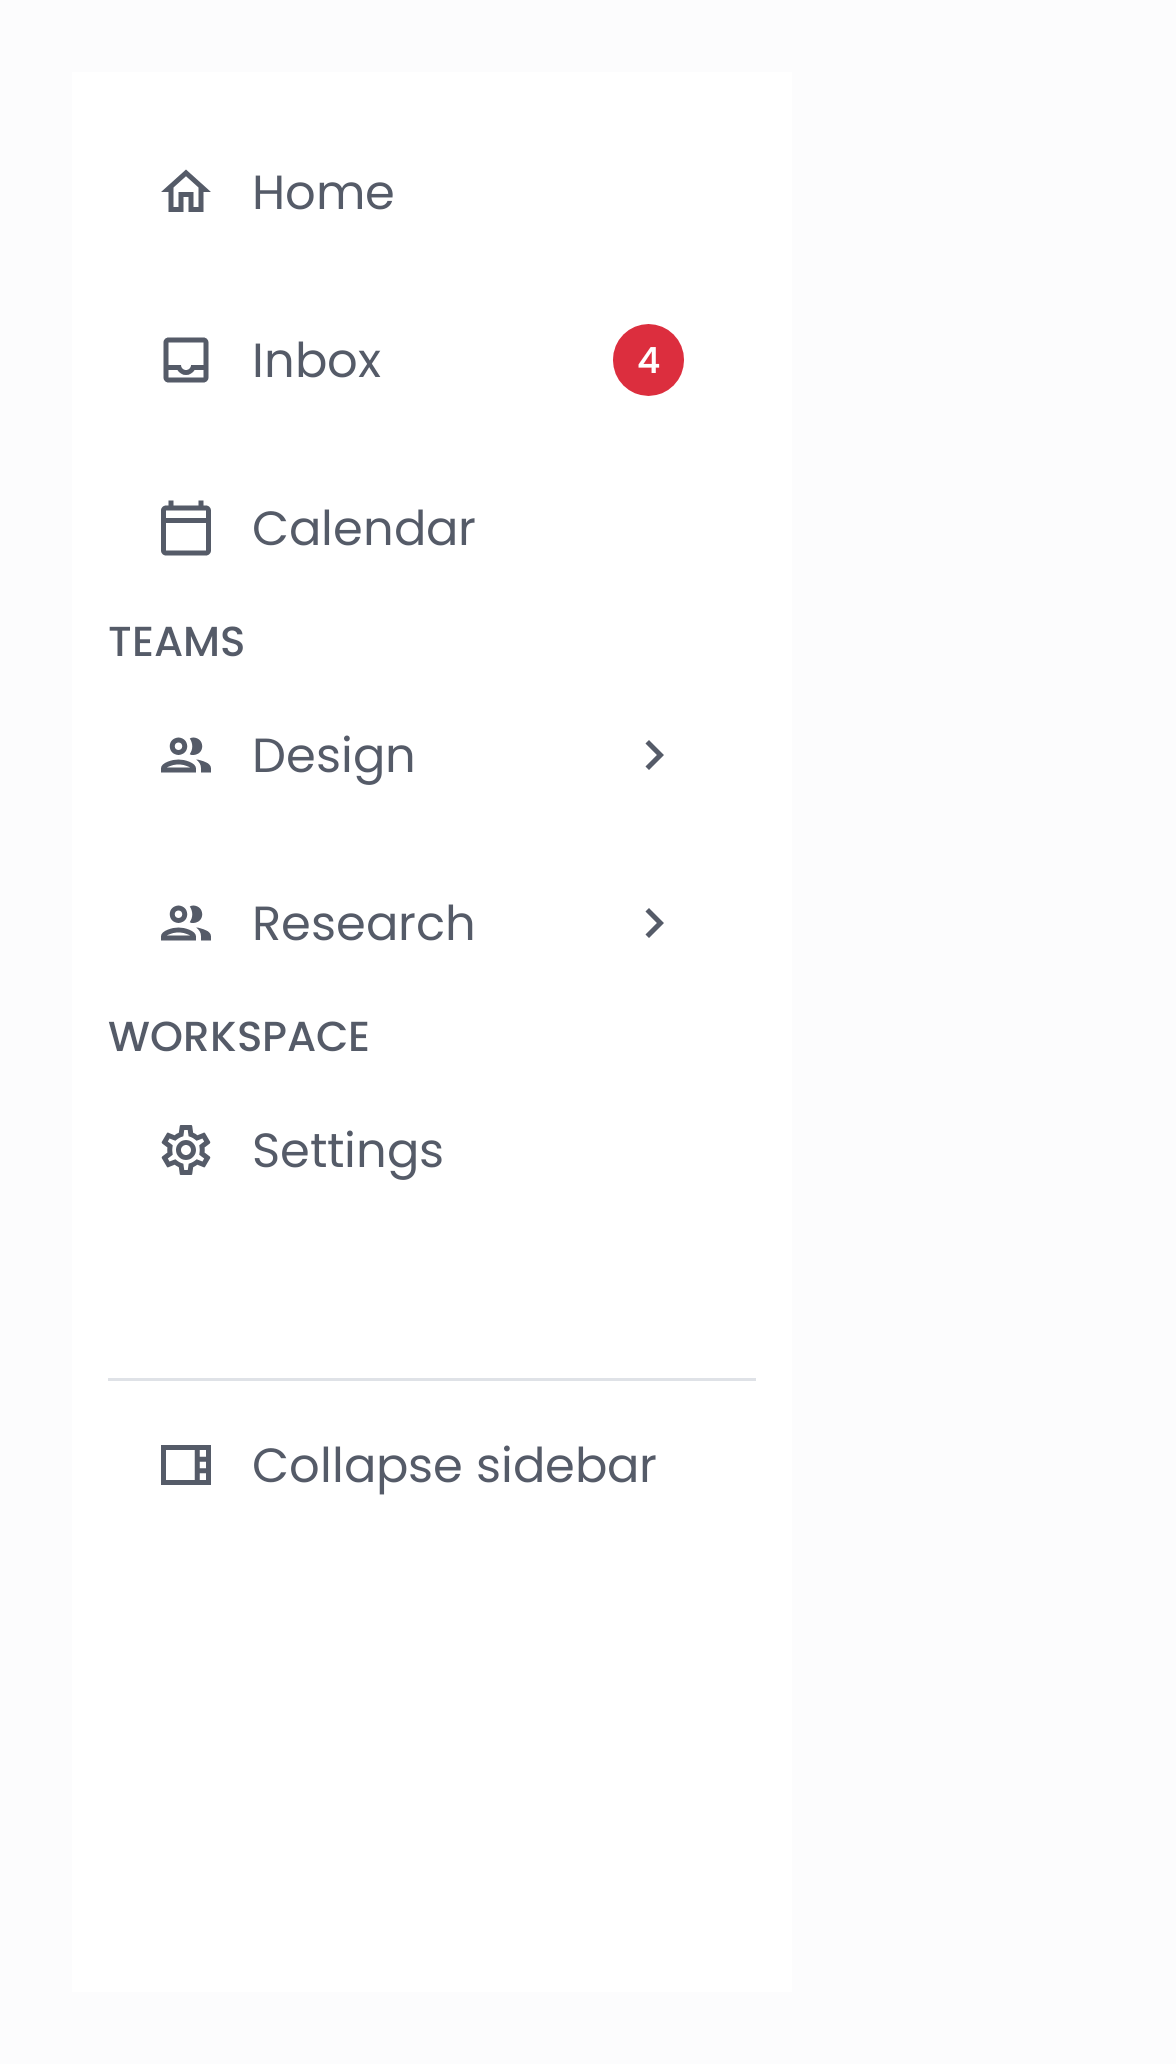 Home
Inbox 4
Calendar
TEAMS
Design
Research
WORKSPACE
Settings
Collapse sidebar